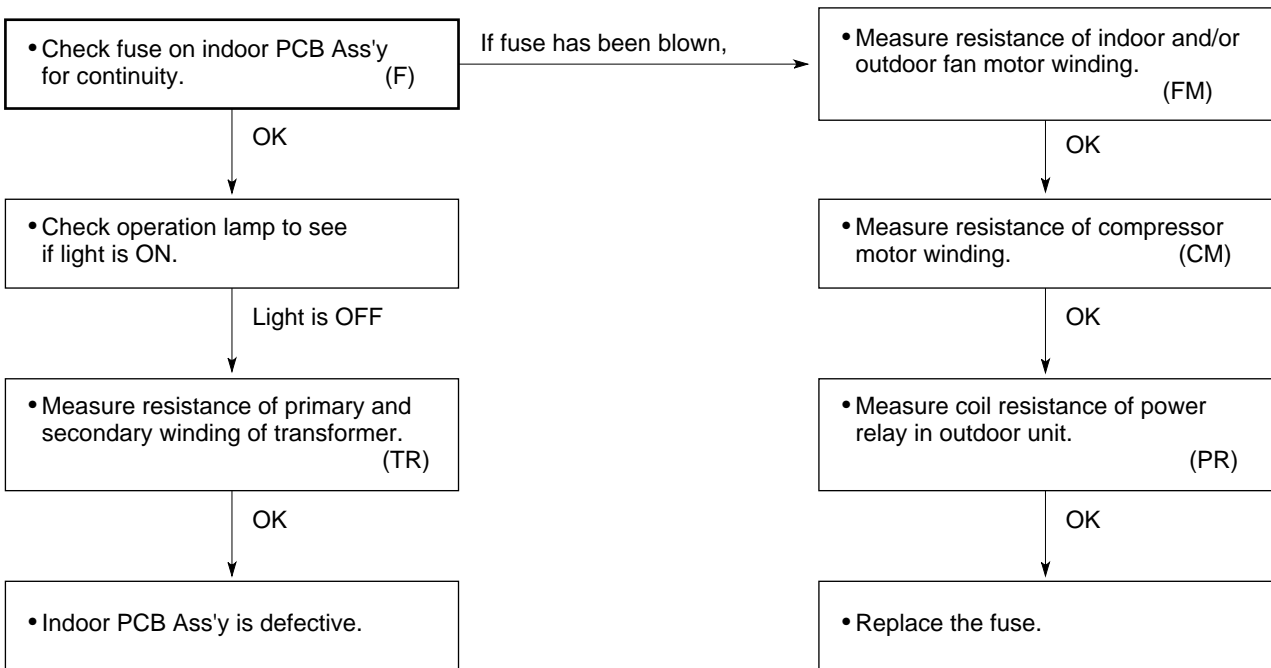 • Check fuse on indoor PCB Ass'y
for continuity. (F)
If fuse has been blown,
• Measure resistance of indoor and/or
outdoor fan motor winding.
(FM)
OK
OK
• Check operation lamp to see
if light is ON.
• Measure resistance of compressor
motor winding. (CM)
Light is OFF
OK
• Measure resistance of primary and
secondary winding of transformer.
(TR)
• Measure coil resistance of power
relay in outdoor unit.
(PR)
OK
OK
• Indoor PCB Ass'y is defective.
• Replace the fuse.